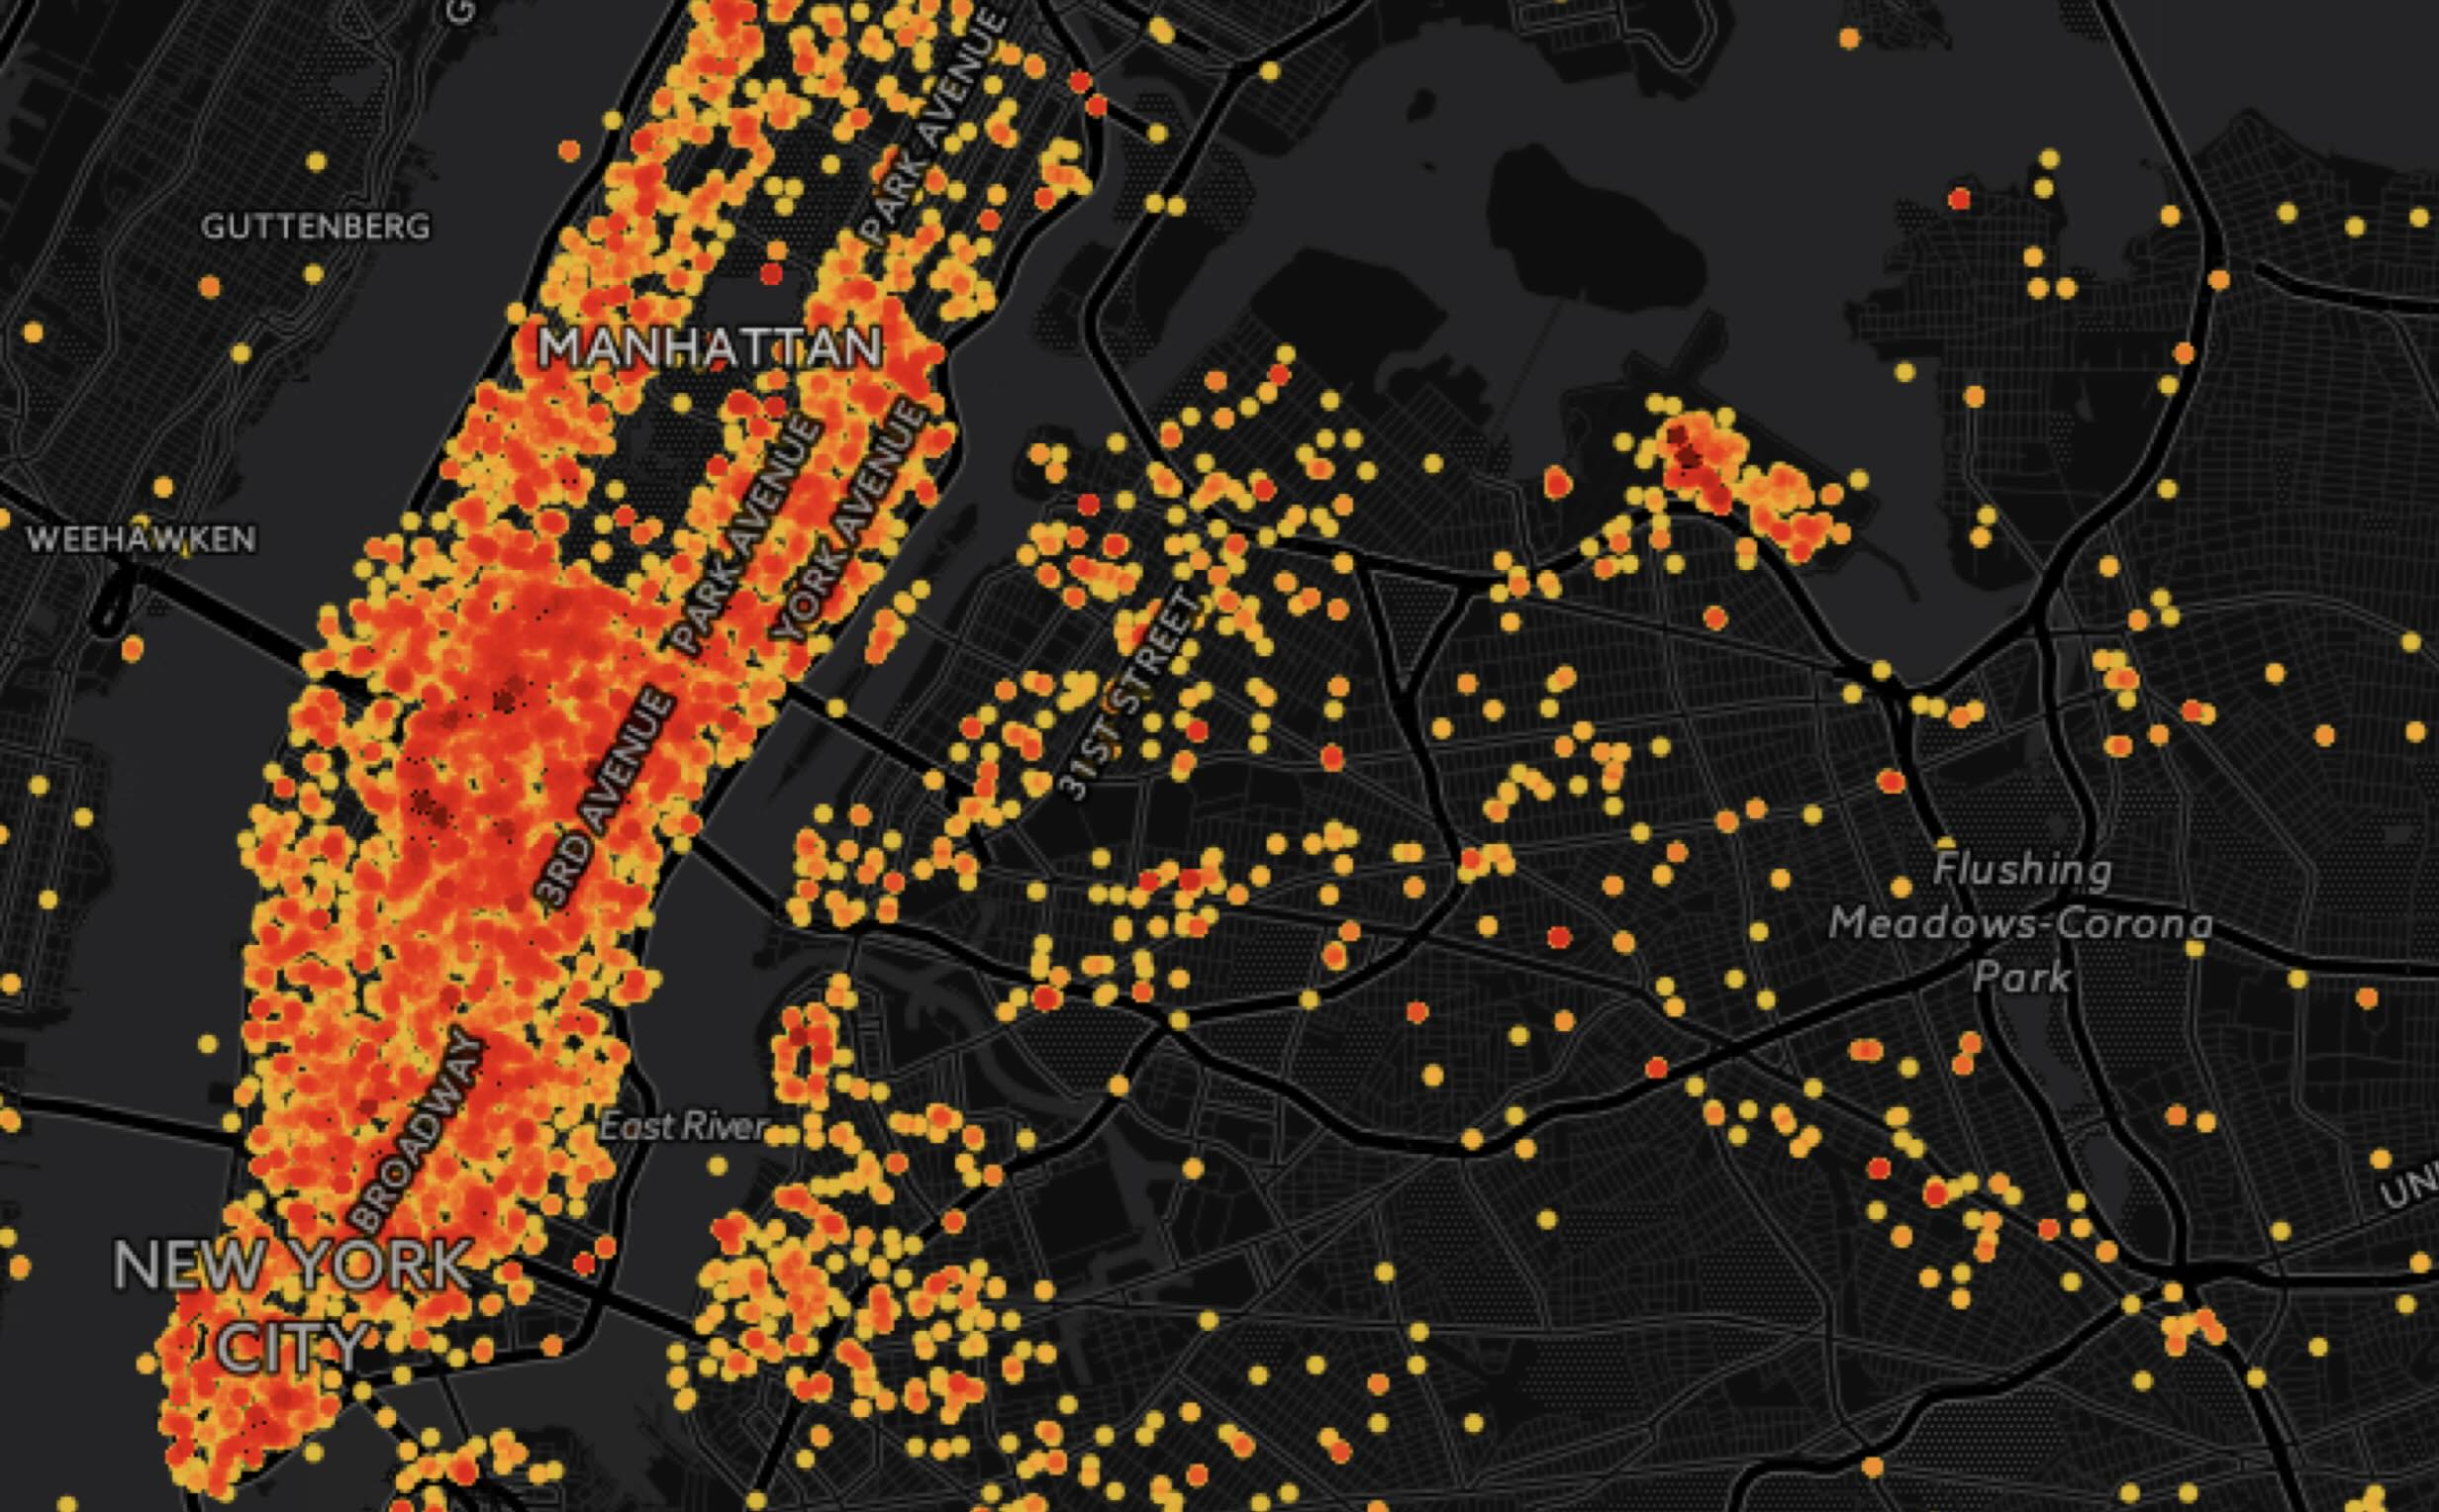 G
PARK AVENUE
GUTTENBERG
MANHATTAN
PARK AVENUE
YORK AVENUE
WEEHAWKEN
31ST STREET
3RD AVENUE
Flushing
Meadows-Corona
Park
BROADWAY
East River
UNI
NEW YORK
CITY